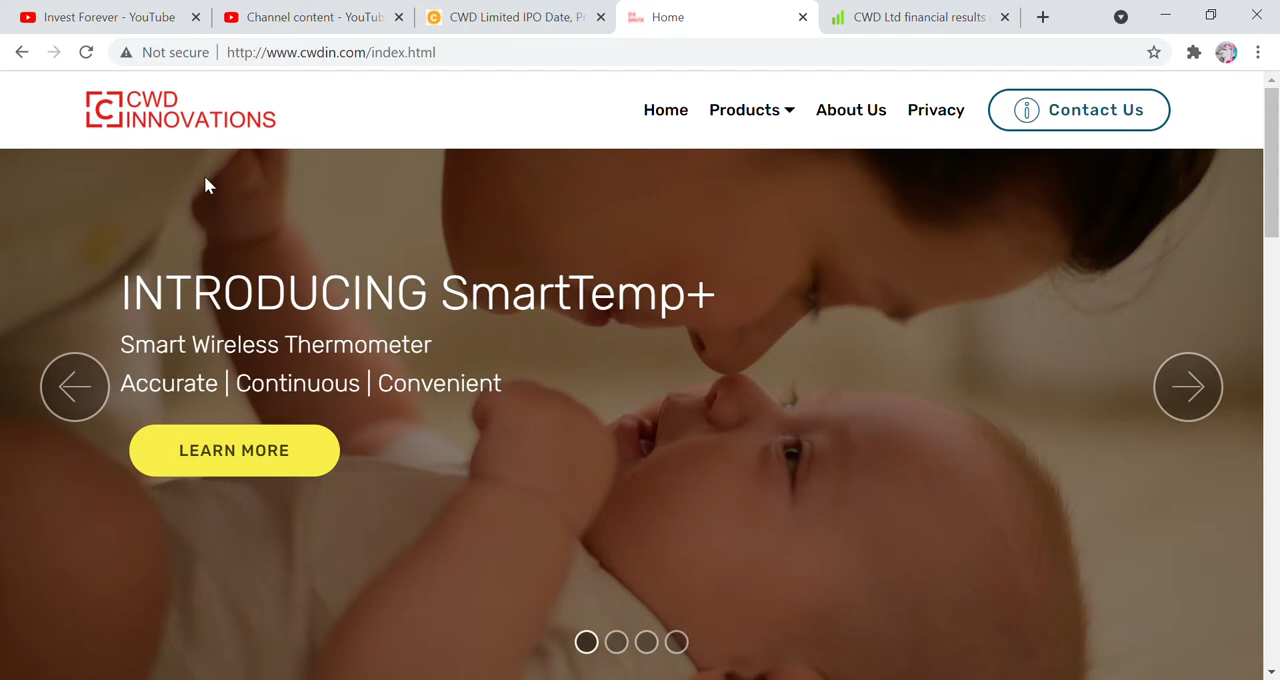 Invest Forever - YouTube
Channel content - YouTub
CWD Limited IPO Date, P
Home
CWD Ltd financial results
Not secure
http://www.cwdin.com/index.html
CWD
INNOVATIONS
Home
Products
About Us
Privacy
Contact Us
INTRODUCING SmartTemp+
Smart Wireless Thermometer
Accurate | Continuous | Convenient
LEARN MORE